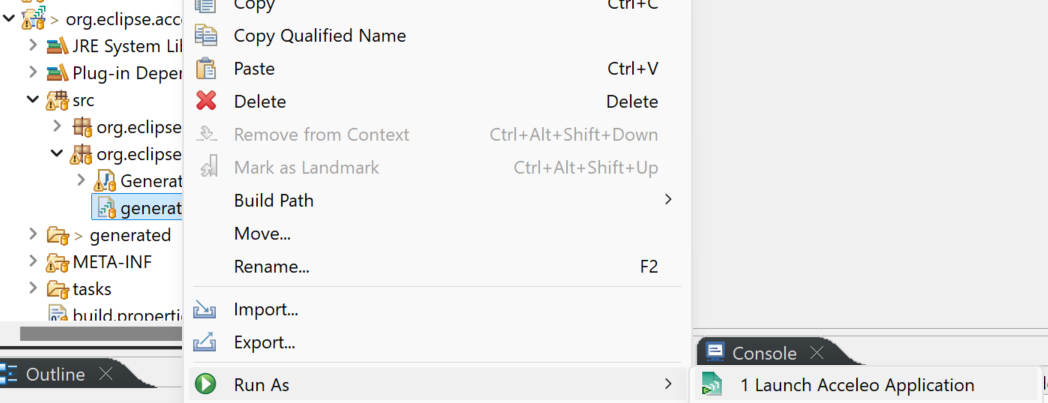 Copy Ctrl+C
> org.eclipse.acc
Copy Qualified Name
JRE System Li
Plug-in Deper
Paste Ctrl+V
src
Delete Delete
org.eclipse
Remove from Context Ctrl+Alt+Shift+Down
org.eclipse
Mark as Landmark Ctrl+Alt+Shift+Up
Generat
generat
Build Path
> generated
Move...
META-INF
Rename... F2
tasks
Import...
build.properti
Export...
Console
Outline
Run As
1 Launch Acceleo Application